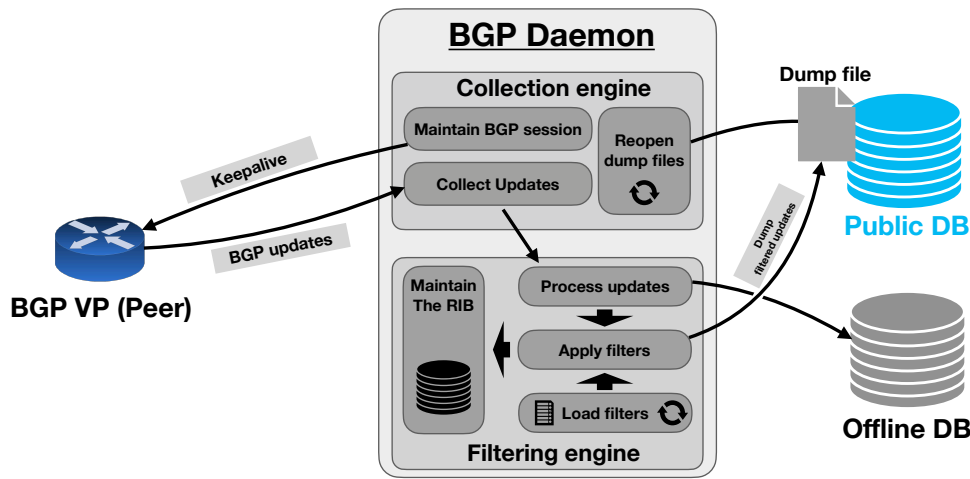 BGP Daemon
Collection engine
Maintain BGP session
Collect Updates
Reopen
dump files
Dump file
Public DB
Keepalive
BGP updates
BGP VP (Peer)
Dump
filtered updates
Maintain
The RIB
Process updates
Apply filters
Load filters
Filtering engine
Offline DB